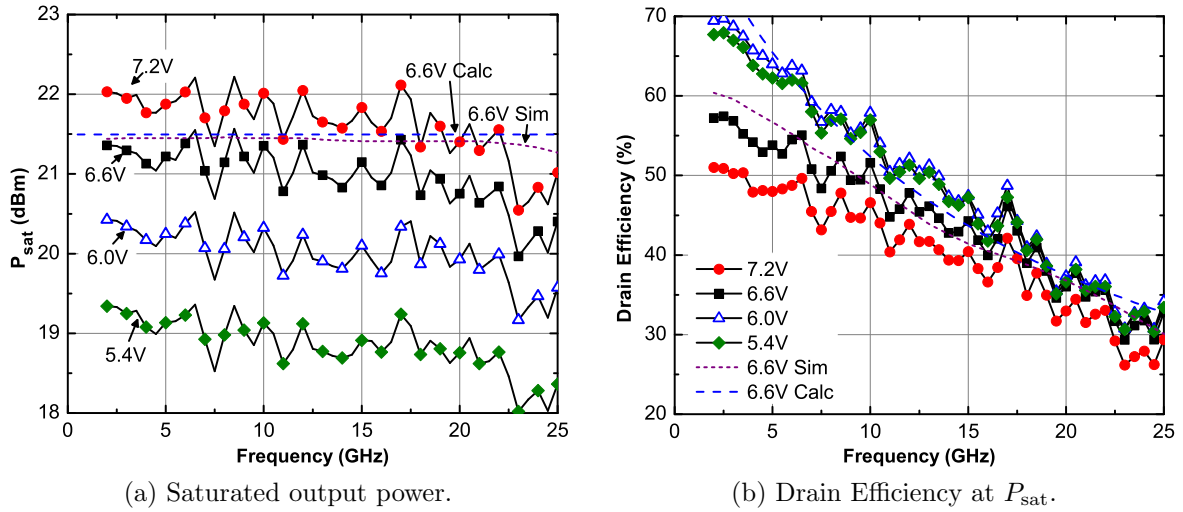 23
22
21
20
19
18
P_sat (dBm)
7.2V
6.6V Calc
6.6V Sim
6.6V
6.0V
5.4V
0 5 10 15 20 25
Frequency (GHz)
(a) Saturated output power.
70
60
50
40
30
20
Drain Efficiency (%)
7.2V
6.6V
6.0V
5.4V
6.6V Sim
6.6V Calc
0 5 10 15 20 25
Frequency (GHz)
(b) Drain Efficiency at P_sat.